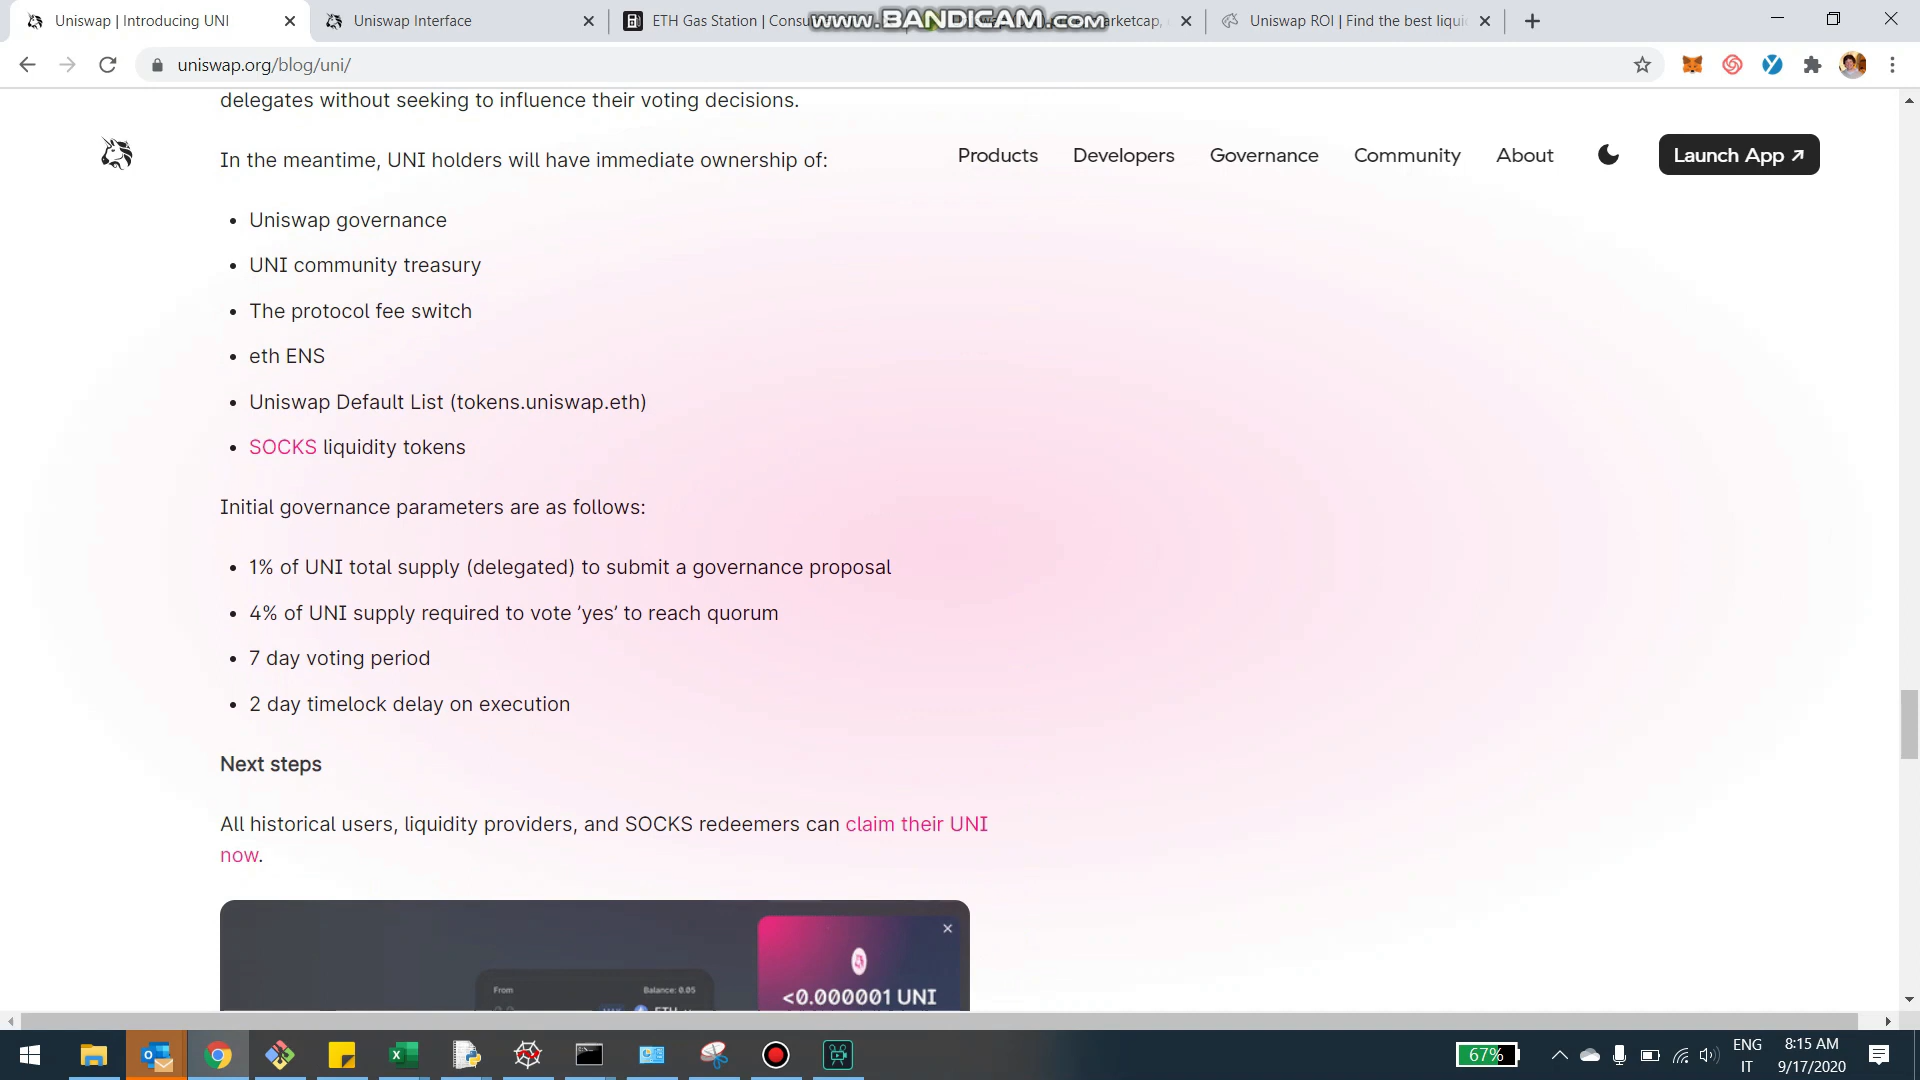 Uniswap | Introducing UNI
Uniswap Interface
ETH Gas Station | Consu
www.BANDICAM.com
arketcap,
Uniswap ROI | Find the best liqui
uniswap.org/blog/uni/
delegates without seeking to influence their voting decisions.
In the meantime, UNI holders will have immediate ownership of:
Products
Developers
Governance
Community
About
Launch App ↗
• Uniswap governance
• UNI community treasury
• The protocol fee switch
• eth ENS
• Uniswap Default List (tokens.uniswap.eth)
• SOCKS liquidity tokens
Initial governance parameters are as follows:
• 1% of UNI total supply (delegated) to submit a governance proposal
• 4% of UNI supply required to vote ’yes’ to reach quorum
• 7 day voting period
• 2 day timelock delay on execution
Next steps
All historical users, liquidity providers, and SOCKS redeemers can claim their UNI
now.
From
Balance: 0.05
<0.000001 UNI
67%
ENG
IT
8:15 AM
9/17/2020